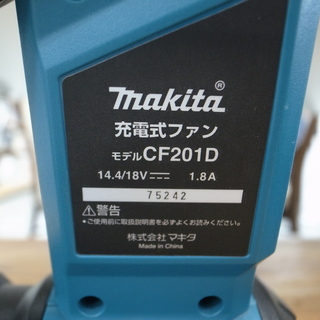 makita®
充電式ファン
モデルCF201D
14.4/18V⎓ 1.8A
75242
⚠警告
・ご使用前に取扱説明書を必ずよくお読みください。
株式会社マキタ
Made in China